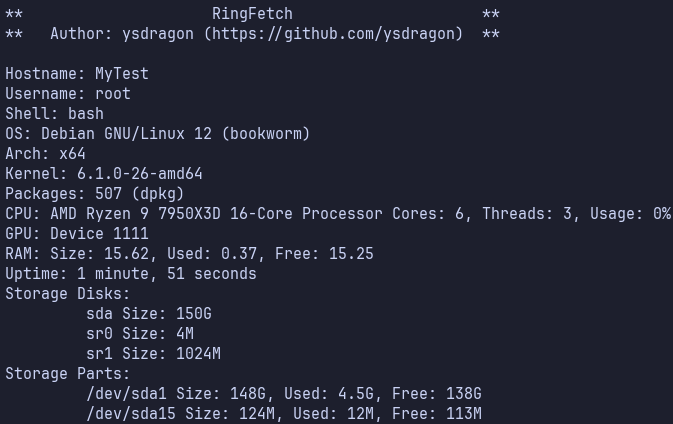 ** RingFetch **
** Author: ysdragon (https://github.com/ysdragon) **
Hostname: MyTest
Username: root
Shell: bash
OS: Debian GNU/Linux 12 (bookworm)
Arch: x64
Kernel: 6.1.0-26-amd64
Packages: 507 (dpkg)
CPU: AMD Ryzen 9 7950X3D 16-Core Processor Cores: 6, Threads: 3, Usage: 0%
GPU: Device 1111
RAM: Size: 15.62, Used: 0.37, Free: 15.25
Uptime: 1 minute, 51 seconds
Storage Disks:
sda Size: 150G
sr0 Size: 4M
sr1 Size: 1024M
Storage Parts:
/dev/sda1 Size: 148G, Used: 4.5G, Free: 138G
/dev/sda15 Size: 124M, Used: 12M, Free: 113M